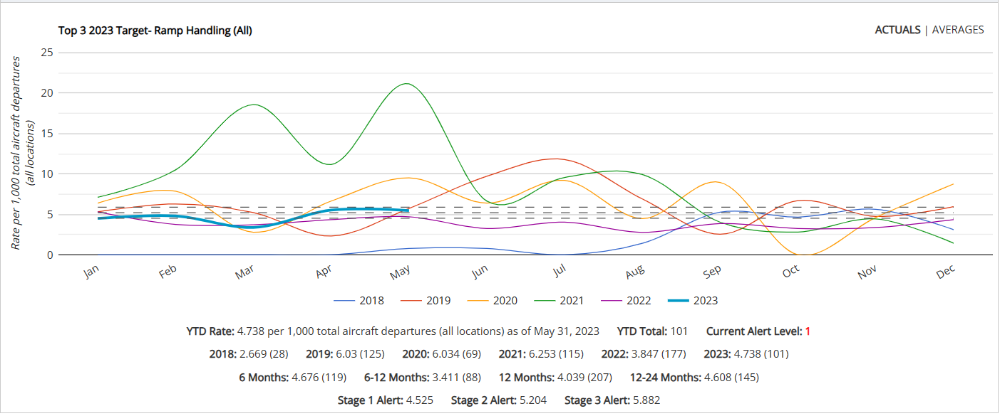 Top 3 2023 Target- Ramp Handling (All)
ACTUALS | AVERAGES
Rate per 1,000 total aircraft departures
(all locations)
25
20
15
10
5
0
Jan Feb Mar Apr May Jun Jul Aug Sep Oct Nov Dec
2018 2019 2020 2021 2022 2023
YTD Rate: 4.738 per 1,000 total aircraft departures (all locations) as of May 31, 2023 YTD Total: 101 Current Alert Level: 1
2018: 2.669 (28) 2019: 6.03 (125) 2020: 6.034 (69) 2021: 6.253 (115) 2022: 3.847 (177) 2023: 4.738 (101)
6 Months: 4.676 (119) 6-12 Months: 3.411 (88) 12 Months: 4.039 (207) 12-24 Months: 4.608 (145)
Stage 1 Alert: 4.525 Stage 2 Alert: 5.204 Stage 3 Alert: 5.882